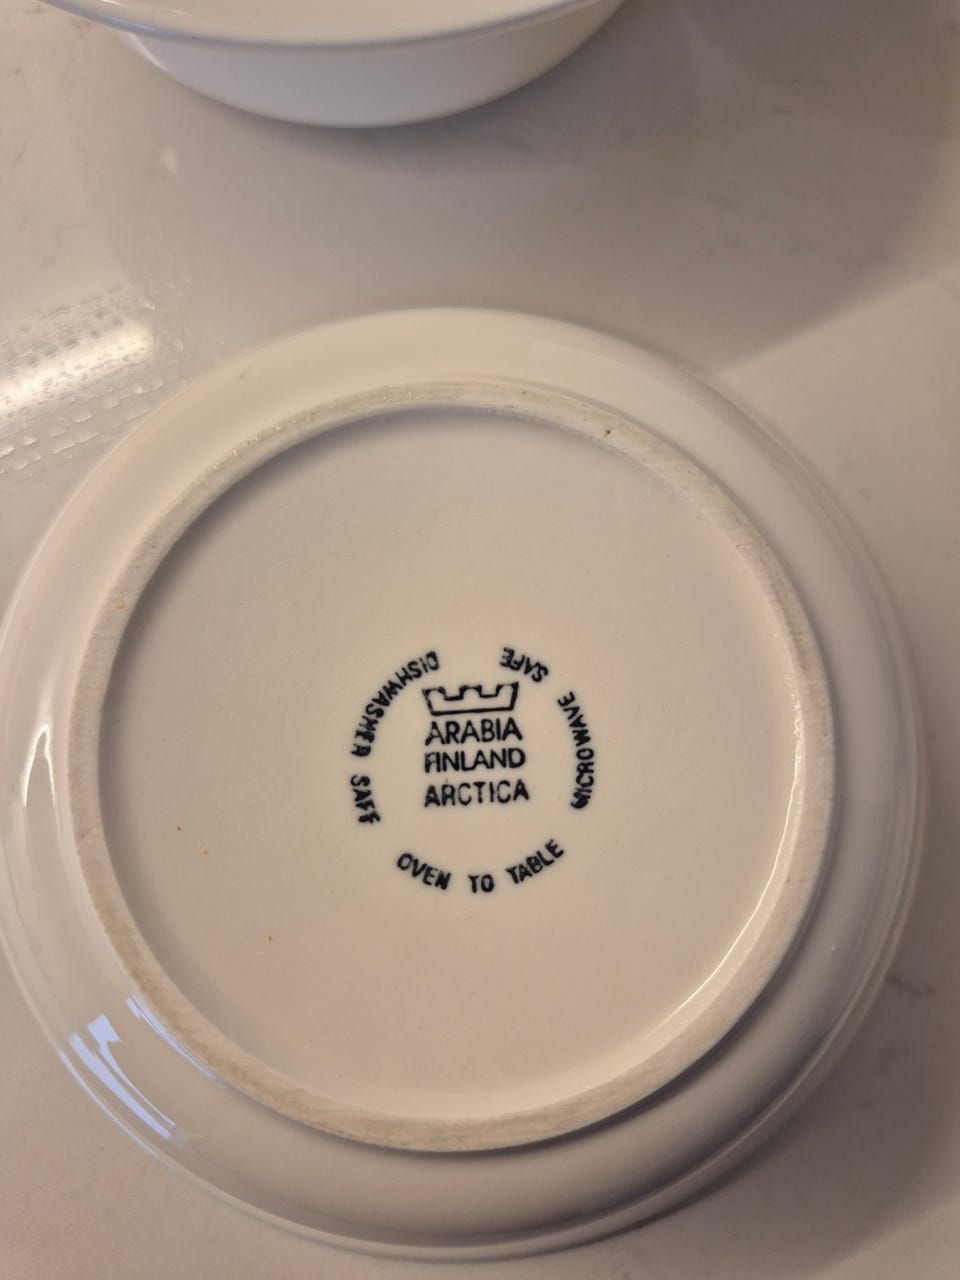 DISHWASHER SAFE
MICROWAVE SAFE
ARABIA
FINLAND
ARCTICA
OVEN TO TABLE